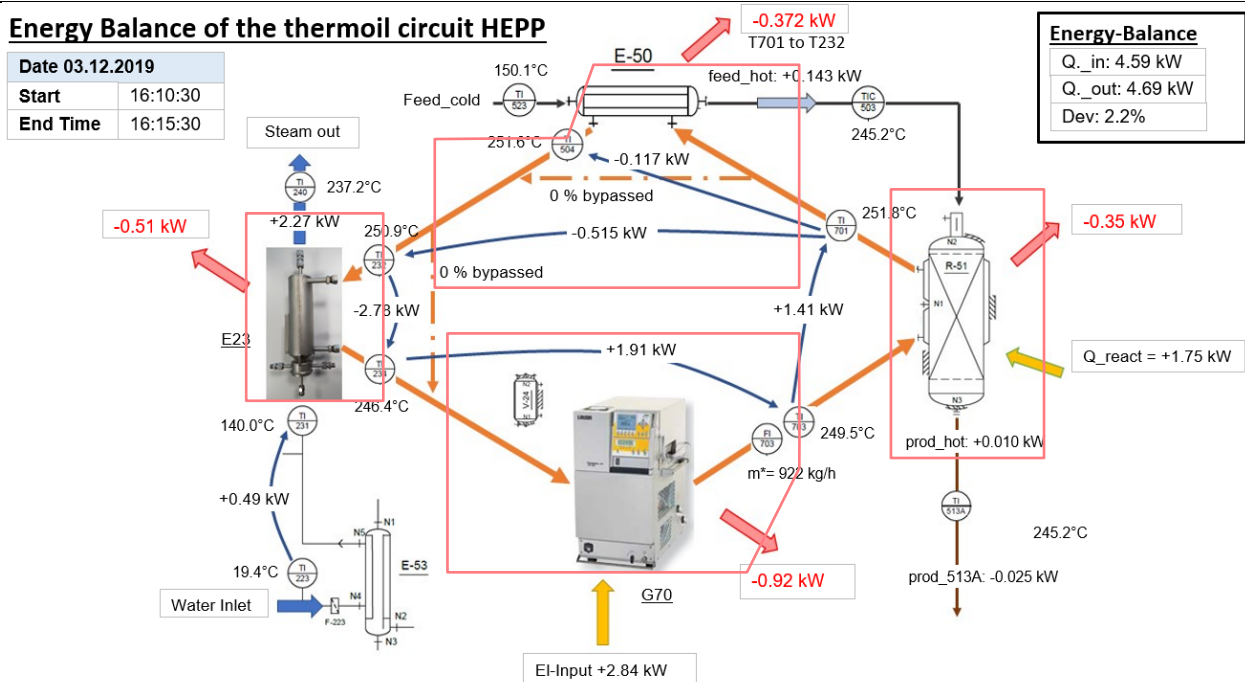 Energy Balance of the thermoil circuit HEPP
Date 03.12.2019
Start 16:10:30
End Time 16:15:30
-0.372 kW
T701 to T232
E-50
Energy-Balance
Q._in: 4.59 kW
Q._out: 4.69 kW
Dev: 2.2%
150.1°C
Feed_cold
TI
523
feed_hot: +0.143 kW
TIC
503
245.2°C
Steam out
251.6°C
TI
504
-0.117 kW
TI
240
237.2°C
0 % bypassed
+2.27 kW
-0.51 kW
250.9°C
TI
232
-0.515 kW
TI
701
251.8°C
-0.35 kW
N2
R-51
N1
0 % bypassed
-2.78 kW
+1.41 kW
E23
+1.91 kW
Q_react = +1.75 kW
TI
234
246.4°C
N2
V-24
N1
N3
TI
231
140.0°C
TI
703
FI
703
249.5°C
prod_hot: +0.010 kW
m*= 922 kg/h
+0.49 kW
TI
513A
N1
N5
245.2°C
19.4°C
TI
223
E-53
-0.92 kW
prod_513A: -0.025 kW
Water Inlet
N4
F-223
N2
N3
G70
El-Input +2.84 kW